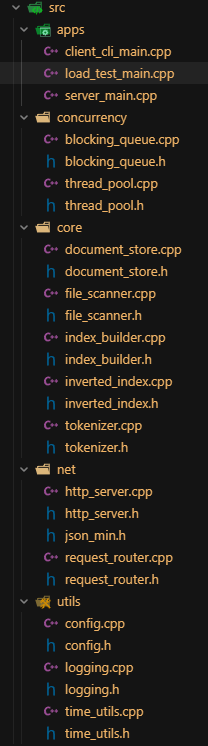 src
apps
C++ client_cli_main.cpp
C++ load_test_main.cpp
C++ server_main.cpp
concurrency
C++ blocking_queue.cpp
h blocking_queue.h
C++ thread_pool.cpp
h thread_pool.h
core
C++ document_store.cpp
h document_store.h
C++ file_scanner.cpp
h file_scanner.h
C++ index_builder.cpp
h index_builder.h
C++ inverted_index.cpp
h inverted_index.h
C++ tokenizer.cpp
h tokenizer.h
net
C++ http_server.cpp
h http_server.h
h json_min.h
C++ request_router.cpp
h request_router.h
utils
C++ config.cpp
h config.h
C++ logging.cpp
h logging.h
C++ time_utils.cpp
h time_utils.h